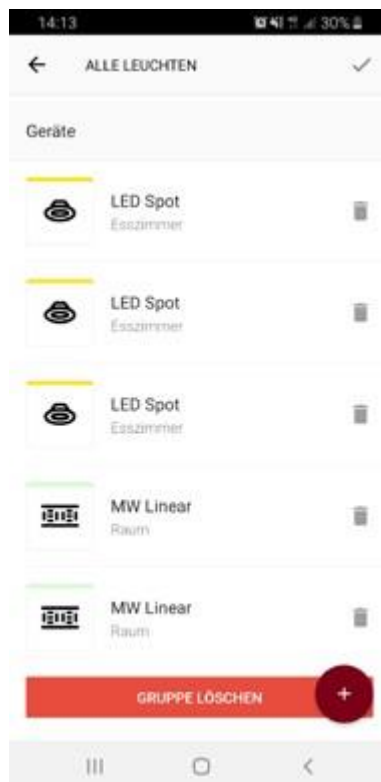 14:13
30%
ALLE LEUCHTEN
Geräte
LED Spot
Esszimmer
LED Spot
Esszimmer
LED Spot
Esszimmer
MW Linear
Raum
MW Linear
Raum
GRUPPE LÖSCHEN
+